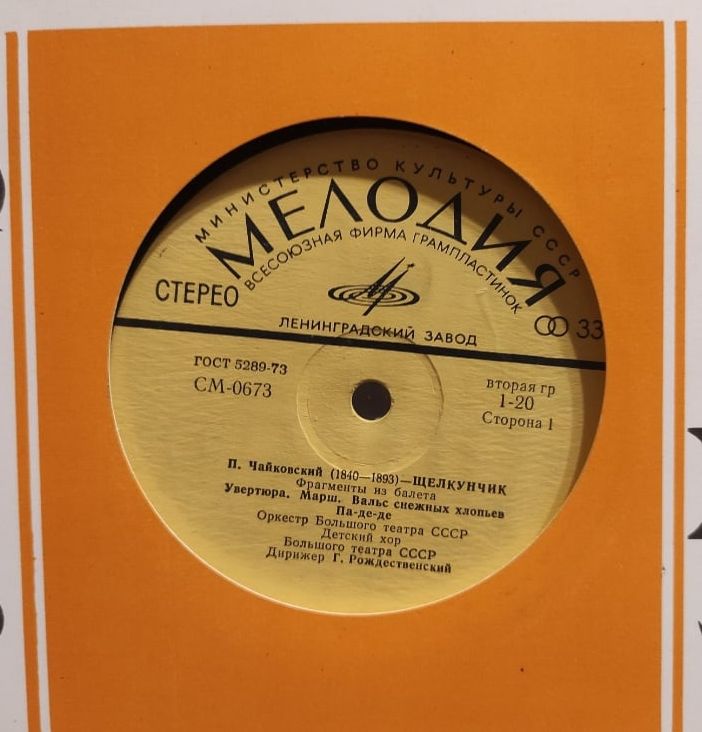 МИНИСТЕРСТВО КУЛЬТУРЫ СССР
МЕЛОДИЯ
ВСЕСОЮЗНАЯ ФИРМА ГРАМПЛАСТИНОК
СТЕРЕО
ЛЕНИНГРАДСКИЙ ЗАВОД
33
ГОСТ 5289-73
СМ-0673
вторая гр
1-20
Сторона 1
П. Чайковский (1840—1893)—ЩЕЛКУНЧИК
Фрагменты из балета
Увертюра. Марш. Вальс снежных хлопьев
Па-де-де
Оркестр Большого театра СССР
Детский хор
Большого театра СССР
Дирижер Г. Рождественский